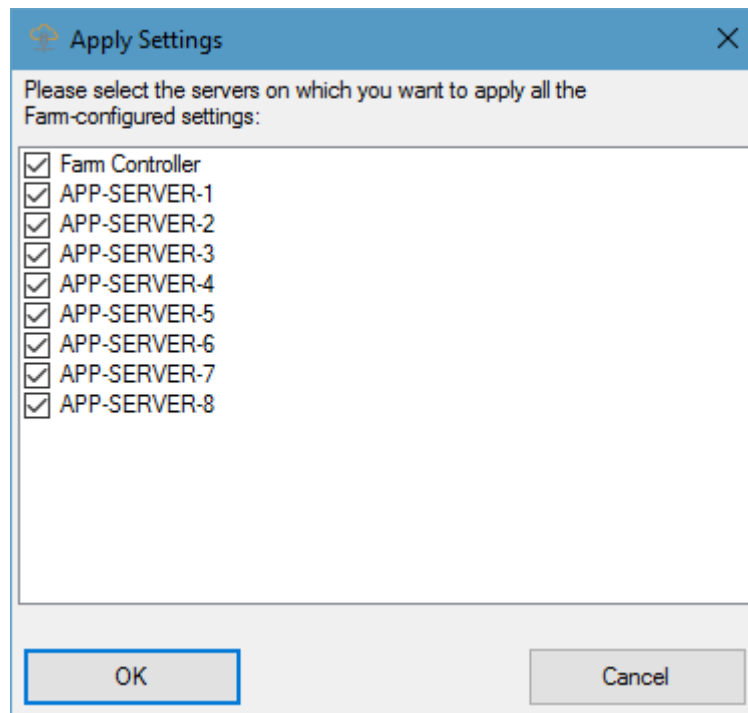 Apply Settings
Please select the servers on which you want to apply all the
Farm-configured settings:
Farm Controller
APP-SERVER-1
APP-SERVER-2
APP-SERVER-3
APP-SERVER-4
APP-SERVER-5
APP-SERVER-6
APP-SERVER-7
APP-SERVER-8
OK
Cancel